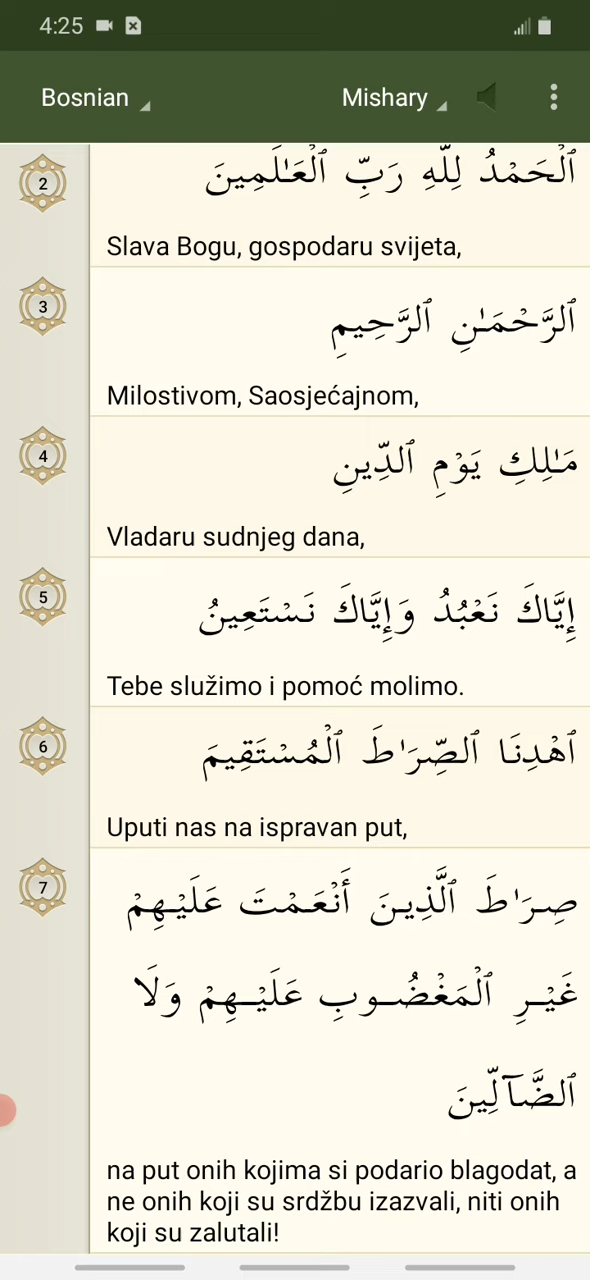 4:25
Bosnian
Mishary
2
ٱلْحَمْدُ لِلَّهِ رَبِّ ٱلْعَـٰلَمِينَ
Slava Bogu, gospodaru svijeta,
3
ٱلرَّحْمَـٰنِ ٱلرَّحِيمِ
Milostivom, Saosjećajnom,
4
مَـٰلِكِ يَوْمِ ٱلدِّينِ
Vladaru sudnjeg dana,
5
إِيَّاكَ نَعْبُدُ وَإِيَّاكَ نَسْتَعِينُ
Tebe služimo i pomoć molimo.
6
ٱهْدِنَا ٱلصِّرَٰطَ ٱلْمُسْتَقِيمَ
Uputi nas na ispravan put,
7
صِرَٰطَ ٱلَّذِينَ أَنْعَمْتَ عَلَيْهِمْ
غَيْرِ ٱلْمَغْضُوبِ عَلَيْهِمْ وَلَا
ٱلضَّآلِّينَ
na put onih kojima si podario blagodat, a
ne onih koji su srdžbu izazvali, niti onih
koji su zalutali!